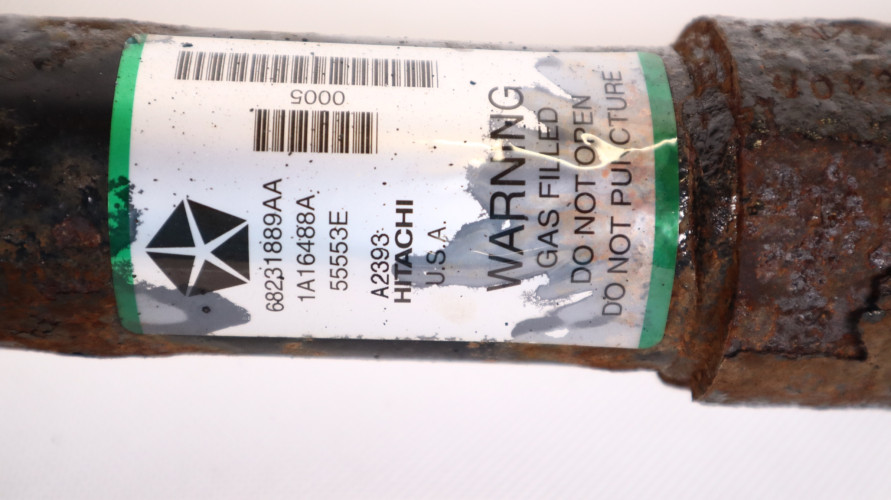 0005
68231889AA
1A16488A
55553E
A2393
HITACHI
U.S.A.
WARNING
GAS FILLED
DO NOT OPEN
DO NOT PUNCTURE